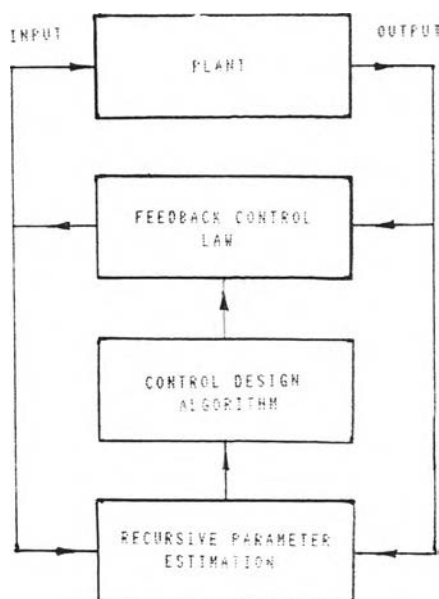 INPUT
OUTPUT
PLANT
FEEDBACK CONTROL
LAW
CONTROL DESIGN
ALGORITHM
RECURSIVE PARAMETER
ESTIMATION